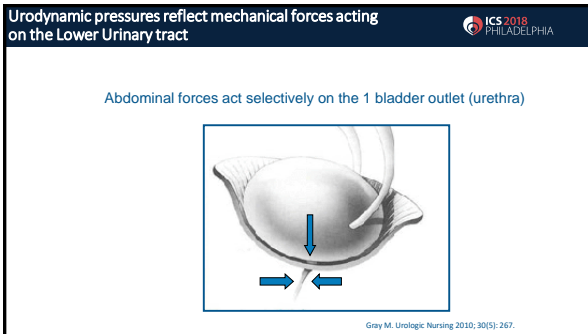 Urodynamic pressures reflect mechanical forces acting
on the Lower Urinary tract
ICS 2018
PHILADELPHIA
Abdominal forces act selectively on the 1 bladder outlet (urethra)
Gray M. Urologic Nursing 2010; 30(5): 267.